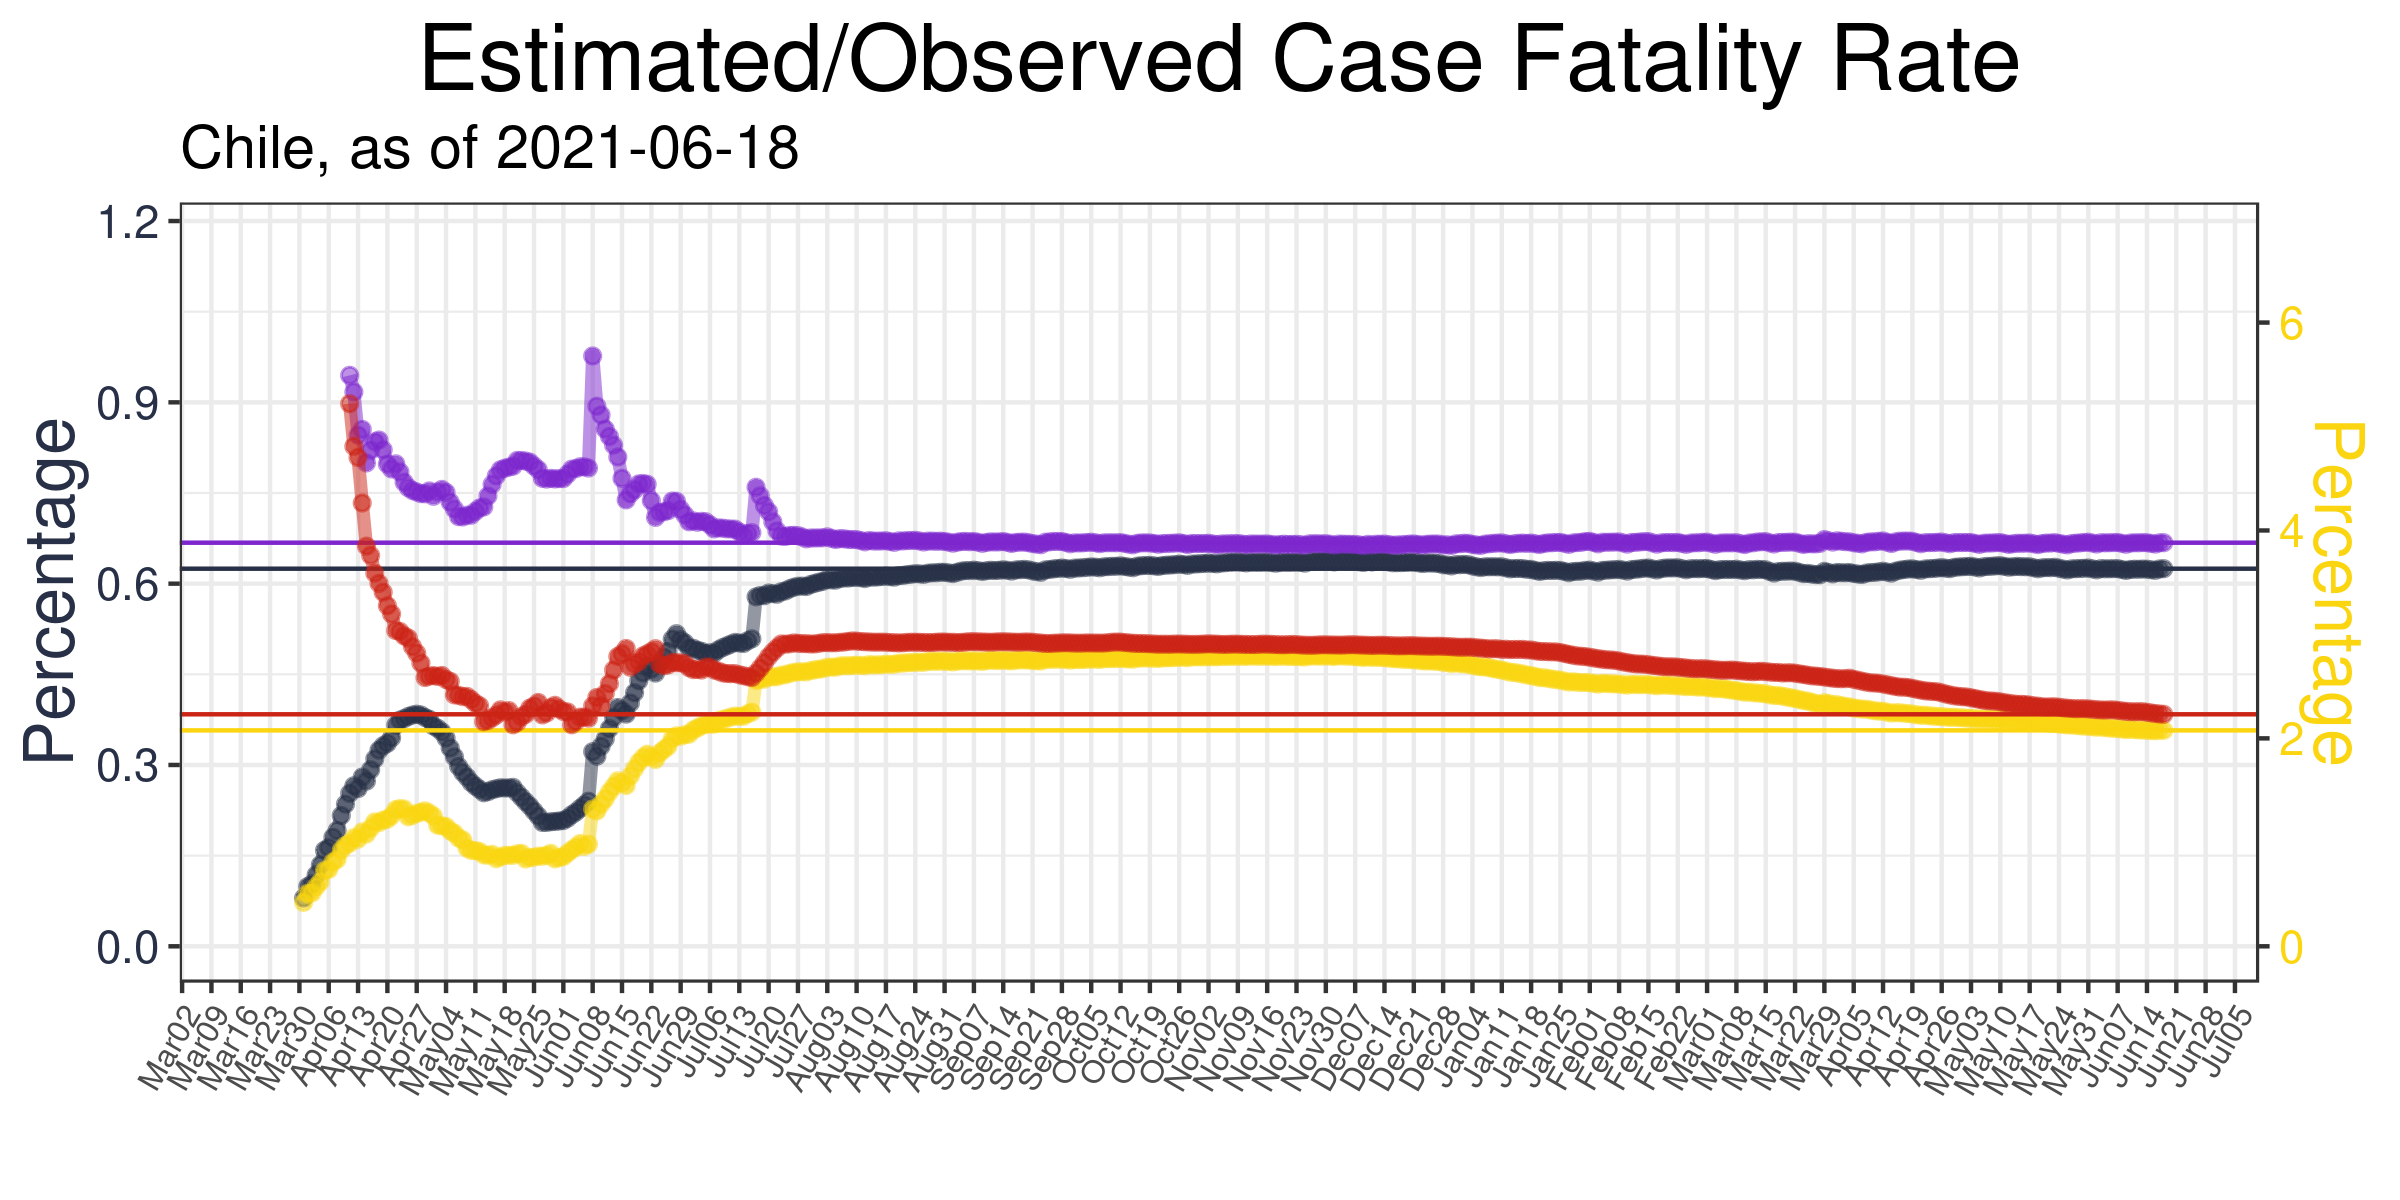 Estimated/Observed Case Fatality Rate
Chile, as of 2021-06-18
Percentage
1.2
0.9
0.6
0.3
0.0
6
4
2
0
Percentage
Mar02
Mar09
Mar16
Mar23
Mar30
Apr06
Apr13
Apr20
Apr27
May04
May11
May18
May25
Jun01
Jun08
Jun15
Jun22
Jun29
Jul06
Jul13
Jul20
Jul27
Aug03
Aug10
Aug17
Aug24
Aug31
Sep07
Sep14
Sep21
Sep28
Oct05
Oct12
Oct19
Oct26
Nov02
Nov09
Nov16
Nov23
Nov30
Dec07
Dec14
Dec21
Dec28
Jan04
Jan11
Jan18
Jan25
Feb01
Feb08
Feb15
Feb22
Mar01
Mar08
Mar15
Mar22
Mar29
Apr05
Apr12
Apr19
Apr26
May03
May10
May17
May24
May31
Jun07
Jun14
Jun21
Jun28
Jul05